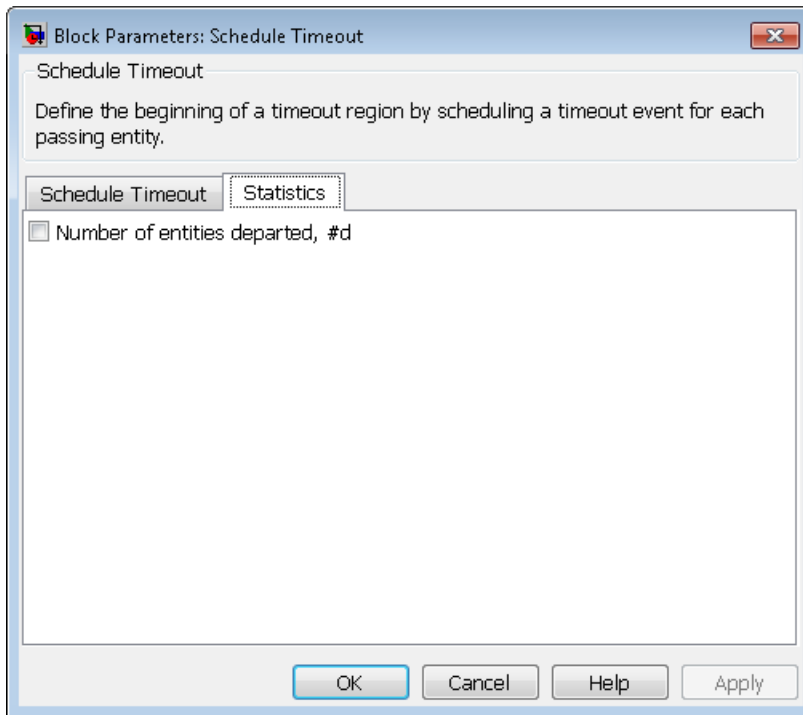 Block Parameters: Schedule Timeout
Schedule Timeout
Define the beginning of a timeout region by scheduling a timeout event for each
passing entity.
Schedule Timeout Statistics
Number of entities departed, #d
OK Cancel Help Apply